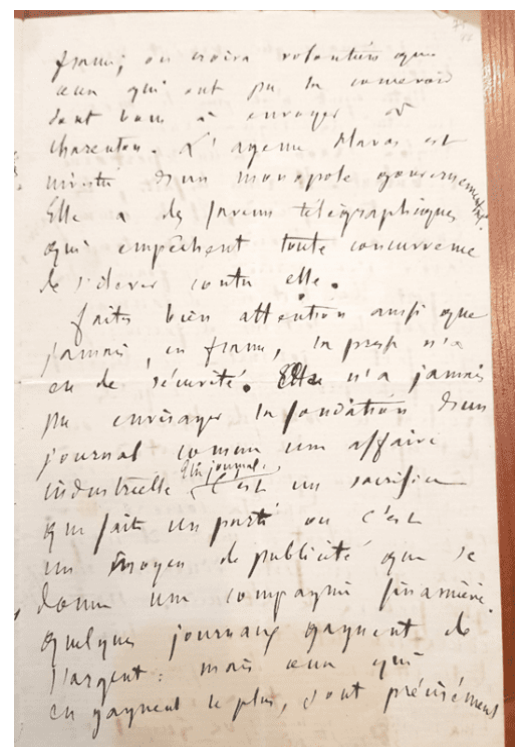 france; on croira volontiers que
ceux qui ont pu la concevoir
sont bons à envoyer à
Charenton. L'agence Havas est
investie d'un monopole gouvernemental.
Elle a des faveurs télégraphiques
qui empêchent toute concurrence
de s'élever contre elle.
faites bien attention aussi que
jamais, en france, la presse n'a
eu de sécurité. Elle n'a jamais
pu envisager la fondation d'un
journal comme une affaire
industrielle. Un journal, c'est un sacrifice
que fait un parti ou c'est
un moyen de publicité que se
donne une compagnie financière.
quelques journaux gagnent de
l'argent: mais ceux qui
en gagnent le plus, sont précisément